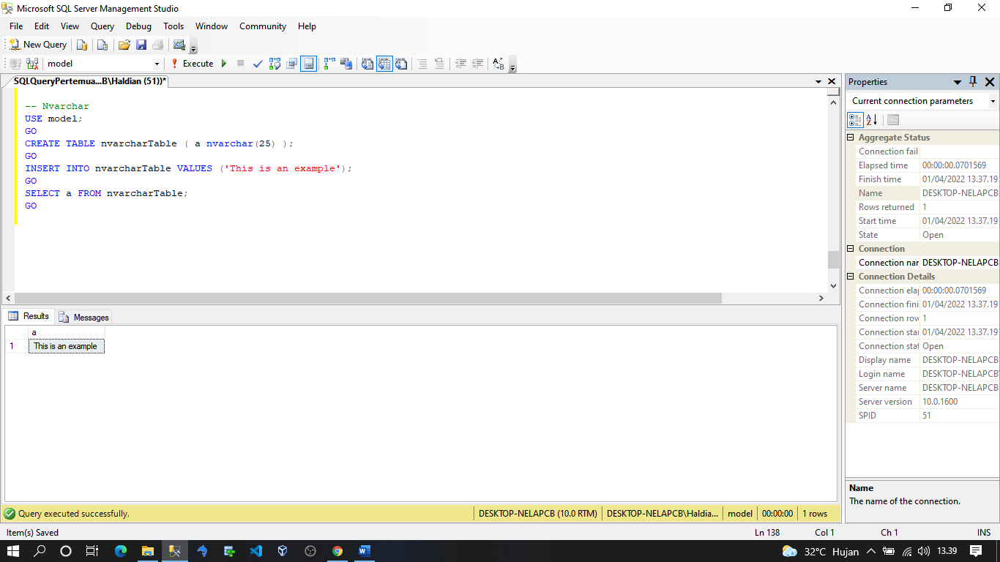 Microsoft SQL Server Management Studio
File Edit View Query Debug Tools Window Community Help
New Query
model Execute
SQLQueryPertemua...B\Haldian (51))*
-- Nvarchar
USE model;
GO
CREATE TABLE nvarcharTable ( a nvarchar(25) );
GO
INSERT INTO nvarcharTable VALUES ('This is an example');
GO
SELECT a FROM nvarcharTable;
GO
Results Messages
a
1 This is an example
Query executed successfully. DESKTOP-NELAPCB (10.0 RTM) DESKTOP-NELAPCB\Haldia... model 00:00:00 1 rows
Properties
Current connection parameters
Aggregate Status
Connection fail
Elapsed time 00:00:00.0701569
Finish time 01/04/2022 13.37.19
Name DESKTOP-NELAPCB
Rows returned 1
Start time 01/04/2022 13.37.19
State Open
Connection
Connection nar DESKTOP-NELAPCB
Connection Details
Connection elap 00:00:00.0701569
Connection fini 01/04/2022 13.37.19
Connection row 1
Connection star 01/04/2022 13.37.19
Connection stat Open
Display name DESKTOP-NELAPCB
Login name DESKTOP-NELAPCB\
Server name DESKTOP-NELAPCB
Server version 10.0.1600
SPID 51
Name
The name of the connection.
Item(s) Saved Ln 138 Col 1 Ch 1 INS
32°C Hujan 13.39